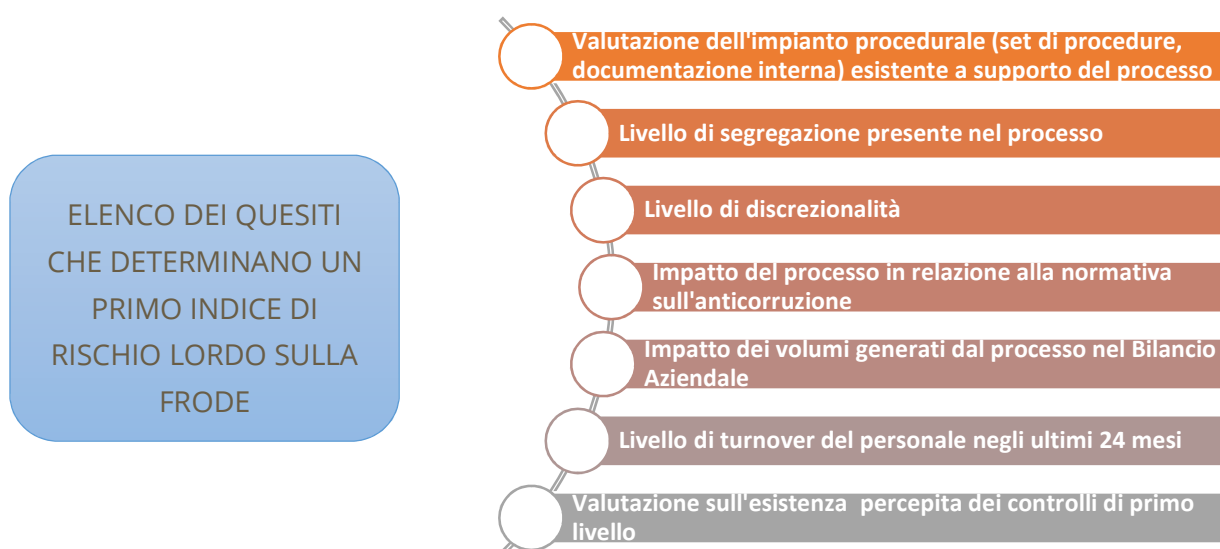 ELENCO DEI QUESITI
CHE DETERMINANO UN
PRIMO INDICE DI
RISCHIO LORDO SULLA
FRODE
Valutazione dell'impianto procedurale (set di procedure,
documentazione interna) esistente a supporto del processo
Livello di segregazione presente nel processo
Livello di discrezionalità
Impatto del processo in relazione alla normativa
sull'anticorruzione
Impatto dei volumi generati dal processo nel Bilancio
Aziendale
Livello di turnover del personale negli ultimi 24 mesi
Valutazione sull'esistenza  percepita dei controlli di primo
livello